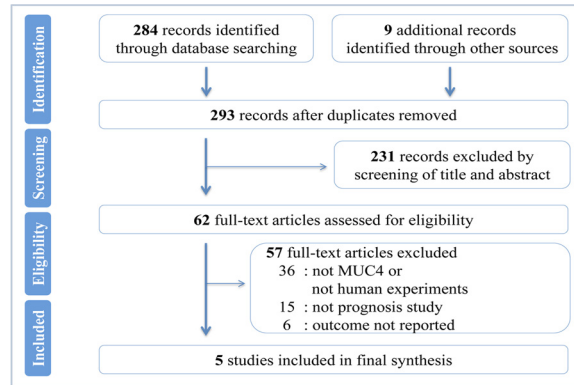 Identification
284 records identified
through database searching
9 additional records
identified through other sources
293 records after duplicates removed
Screening
231 records excluded by
screening of title and abstract
Eligibility
62 full-text articles assessed for eligibility
57 full-text articles excluded
36 : not MUC4 or
not human experiments
15 : not prognosis study
6 : outcome not reported
Included
5 studies included in final synthesis